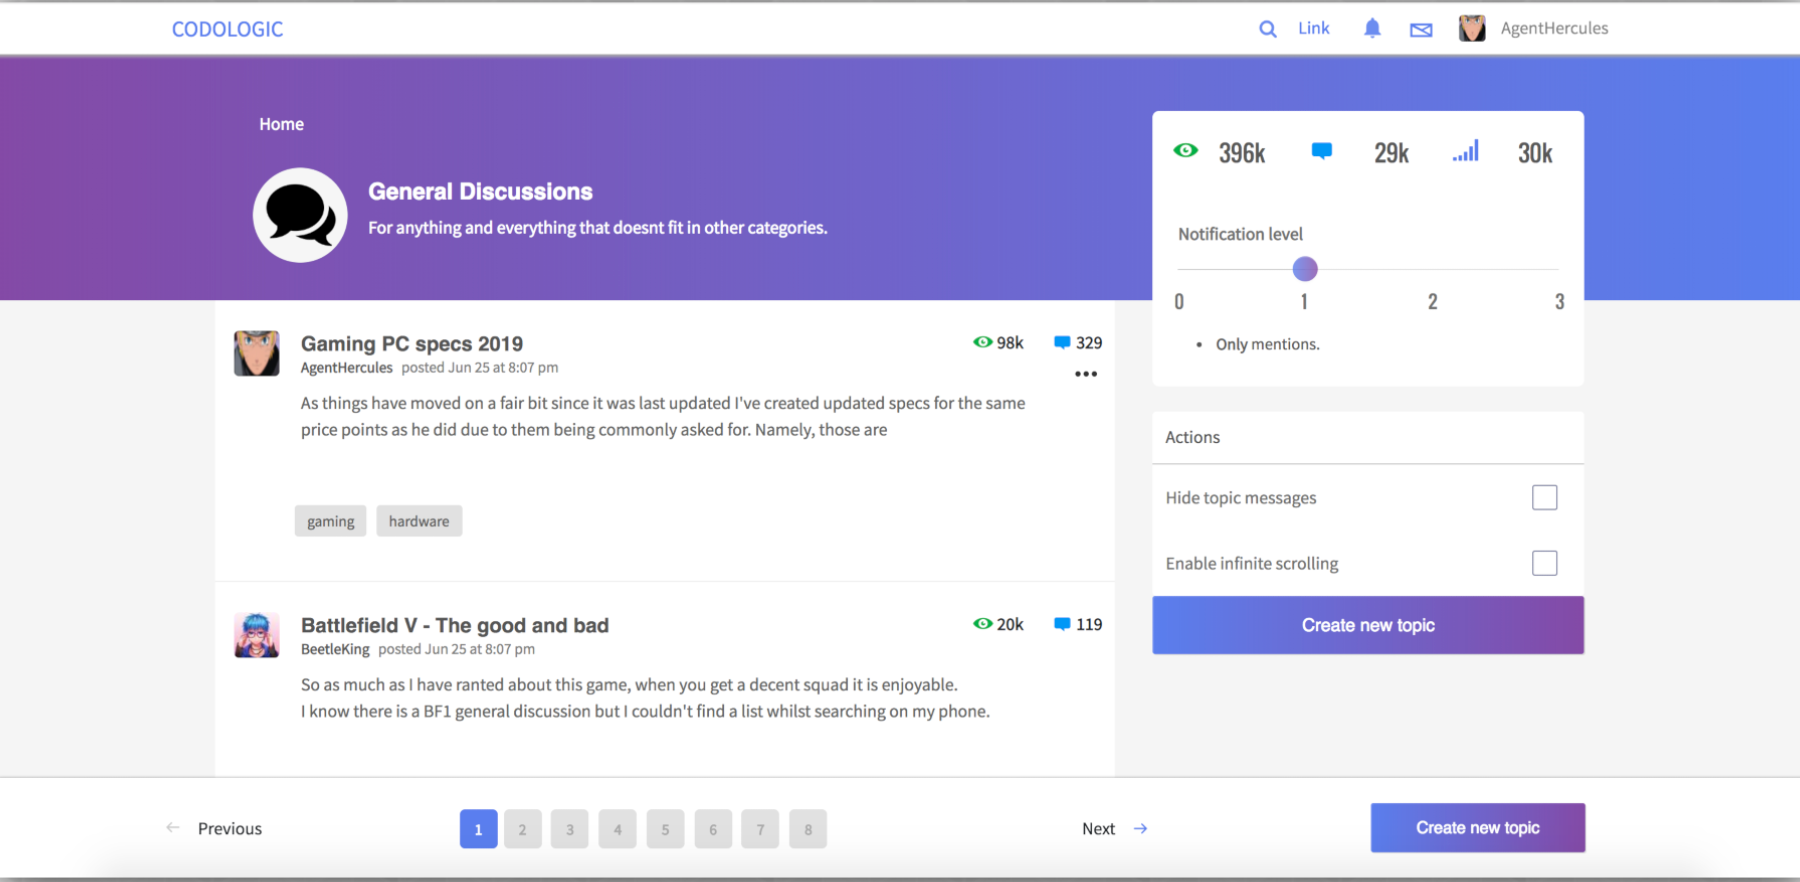 CODOLOGIC
Link
AgentHercules
Home
General Discussions
For anything and everything that doesnt fit in other categories.
396k 29k 30k
Notification level
0 1 2 3
• Only mentions.
Gaming PC specs 2019
98k 329
AgentHercules posted Jun 25 at 8:07 pm
As things have moved on a fair bit since it was last updated I've created updated specs for the same
price points as he did due to them being commonly asked for. Namely, those are
gaming hardware
Actions
Hide topic messages
Enable infinite scrolling
Create new topic
Battlefield V - The good and bad
20k 119
BeetleKing posted Jun 25 at 8:07 pm
So as much as I have ranted about this game, when you get a decent squad it is enjoyable.
I know there is a BF1 general discussion but I couldn't find a list whilst searching on my phone.
← Previous
1 2 3 4 5 6 7 8
Next →
Create new topic